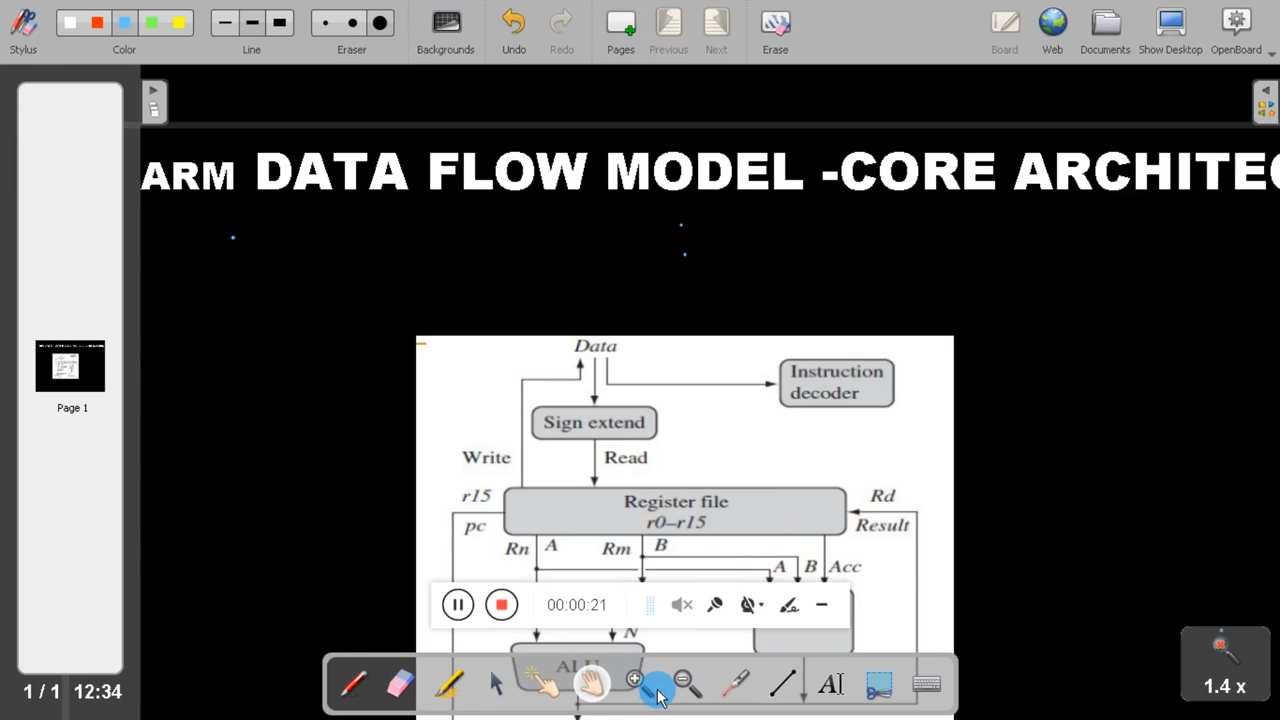 Stylus Color Line Eraser Backgrounds Undo Redo Pages Previous Next Erase Board Web Documents Show Desktop OpenBoard
ARM DATA FLOW MODEL -CORE ARCHITEC
Data
Instruction
decoder
Sign extend
Write Read
r15 Register file Rd
pc r0–r15 Result
Rn A Rm B
A B Acc
00:00:21
N
ALU
Page 1
1 / 1 12:34
AI
1.4 x